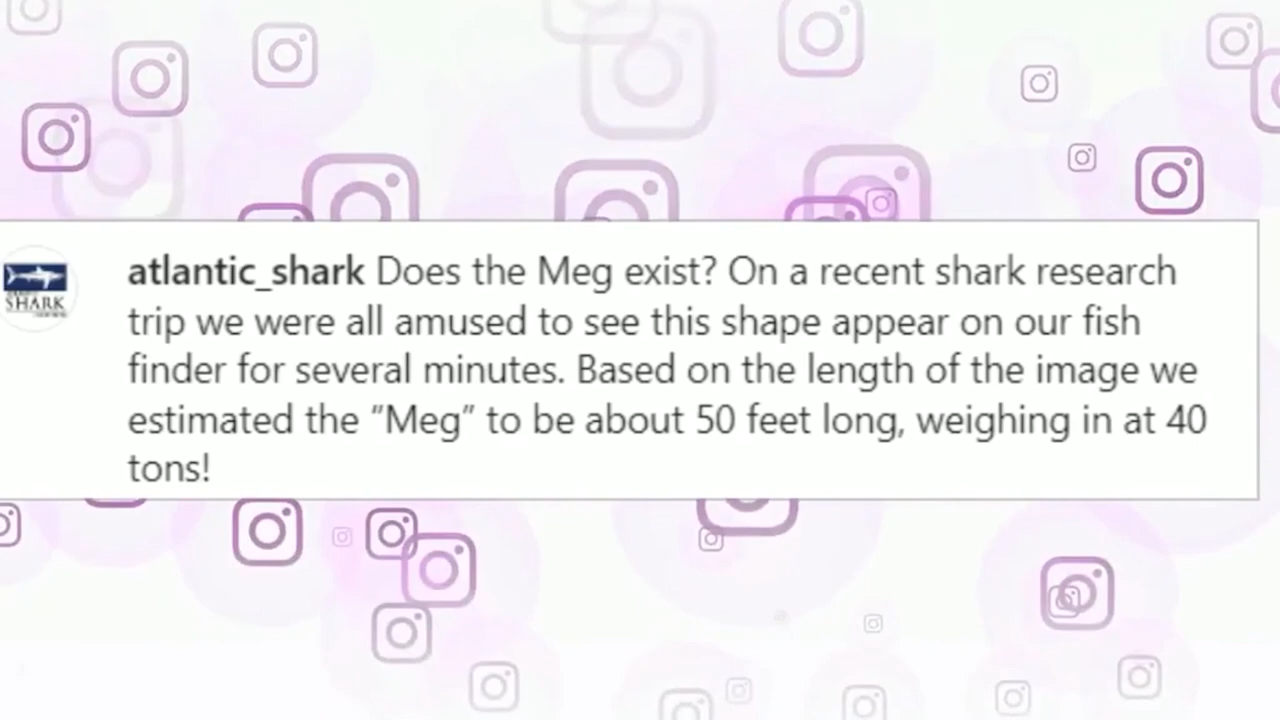 atlantic_shark Does the Meg exist? On a recent shark research
trip we were all amused to see this shape appear on our fish
finder for several minutes. Based on the length of the image we
estimated the “Meg” to be about 50 feet long, weighing in at 40
tons!
SHARK